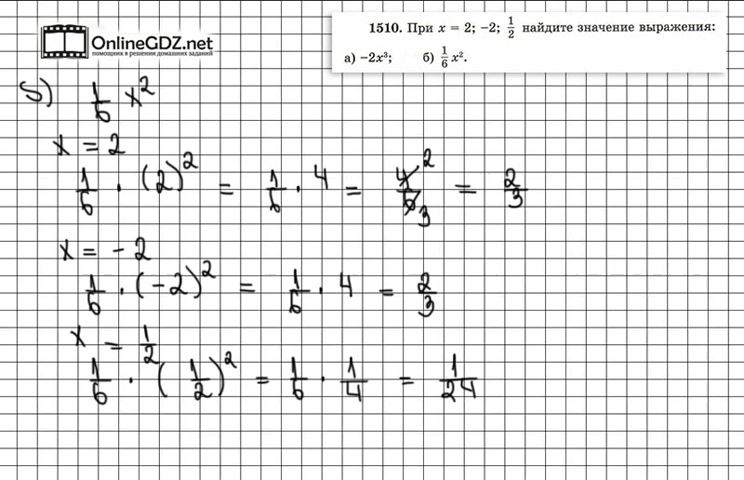 OnlineGDZ.net
помощник в решении домашних заданий
1510. При x = 2; −2; 1/2 найдите значение выражения:
а) −2x³; б) 1/6 x².
б) 1/6 x²
x = 2
1/6 · (2)² = 1/6 · 4 = 4/6 2 3 = 2/3
x = −2
1/6 · (−2)² = 1/6 · 4 = 2/3
x = 1/2
1/6 · (1/2)² = 1/6 · 1/4 = 1/24